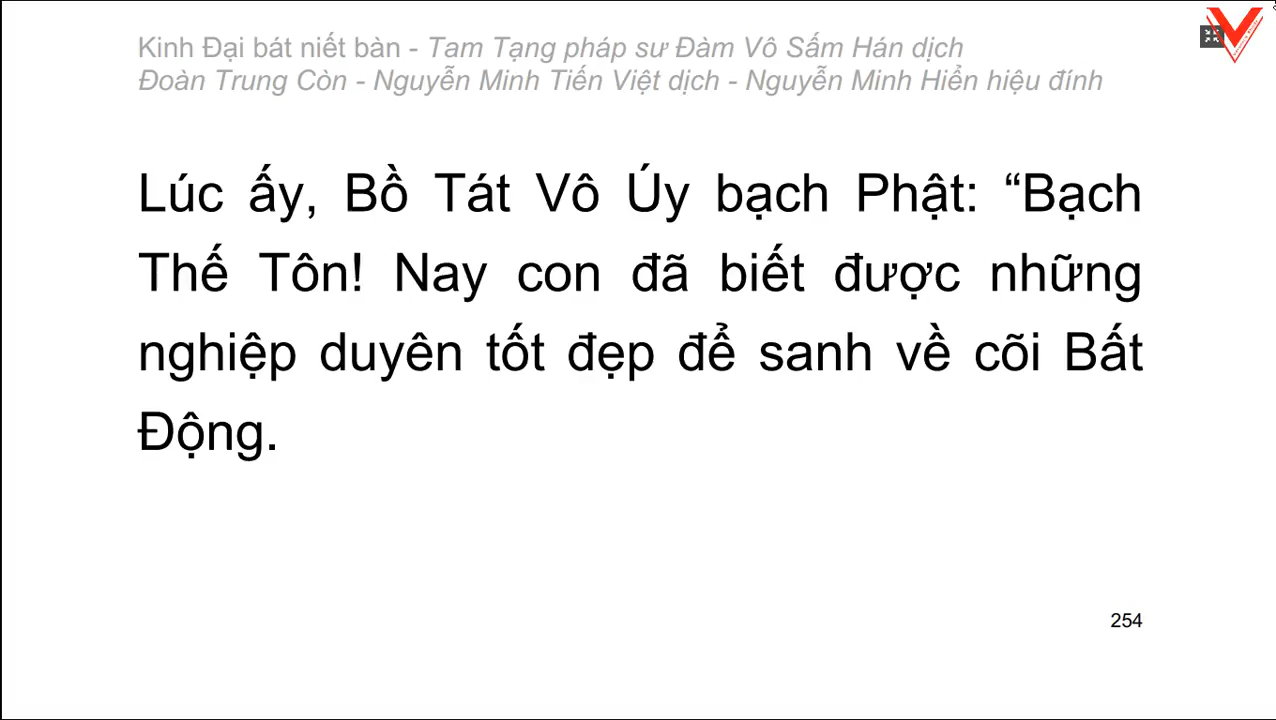 Kinh Đại bát niết bàn - Tam Tạng pháp sư Đàm Vô Sấm Hán dịch
Đoàn Trung Còn - Nguyễn Minh Tiến Việt dịch - Nguyễn Minh Hiển hiệu đính
Lúc ấy, Bồ Tát Vô Úy bạch Phật: “Bạch
Thế Tôn! Nay con đã biết được những
nghiệp duyên tốt đẹp để sanh về cõi Bất
Động.
254